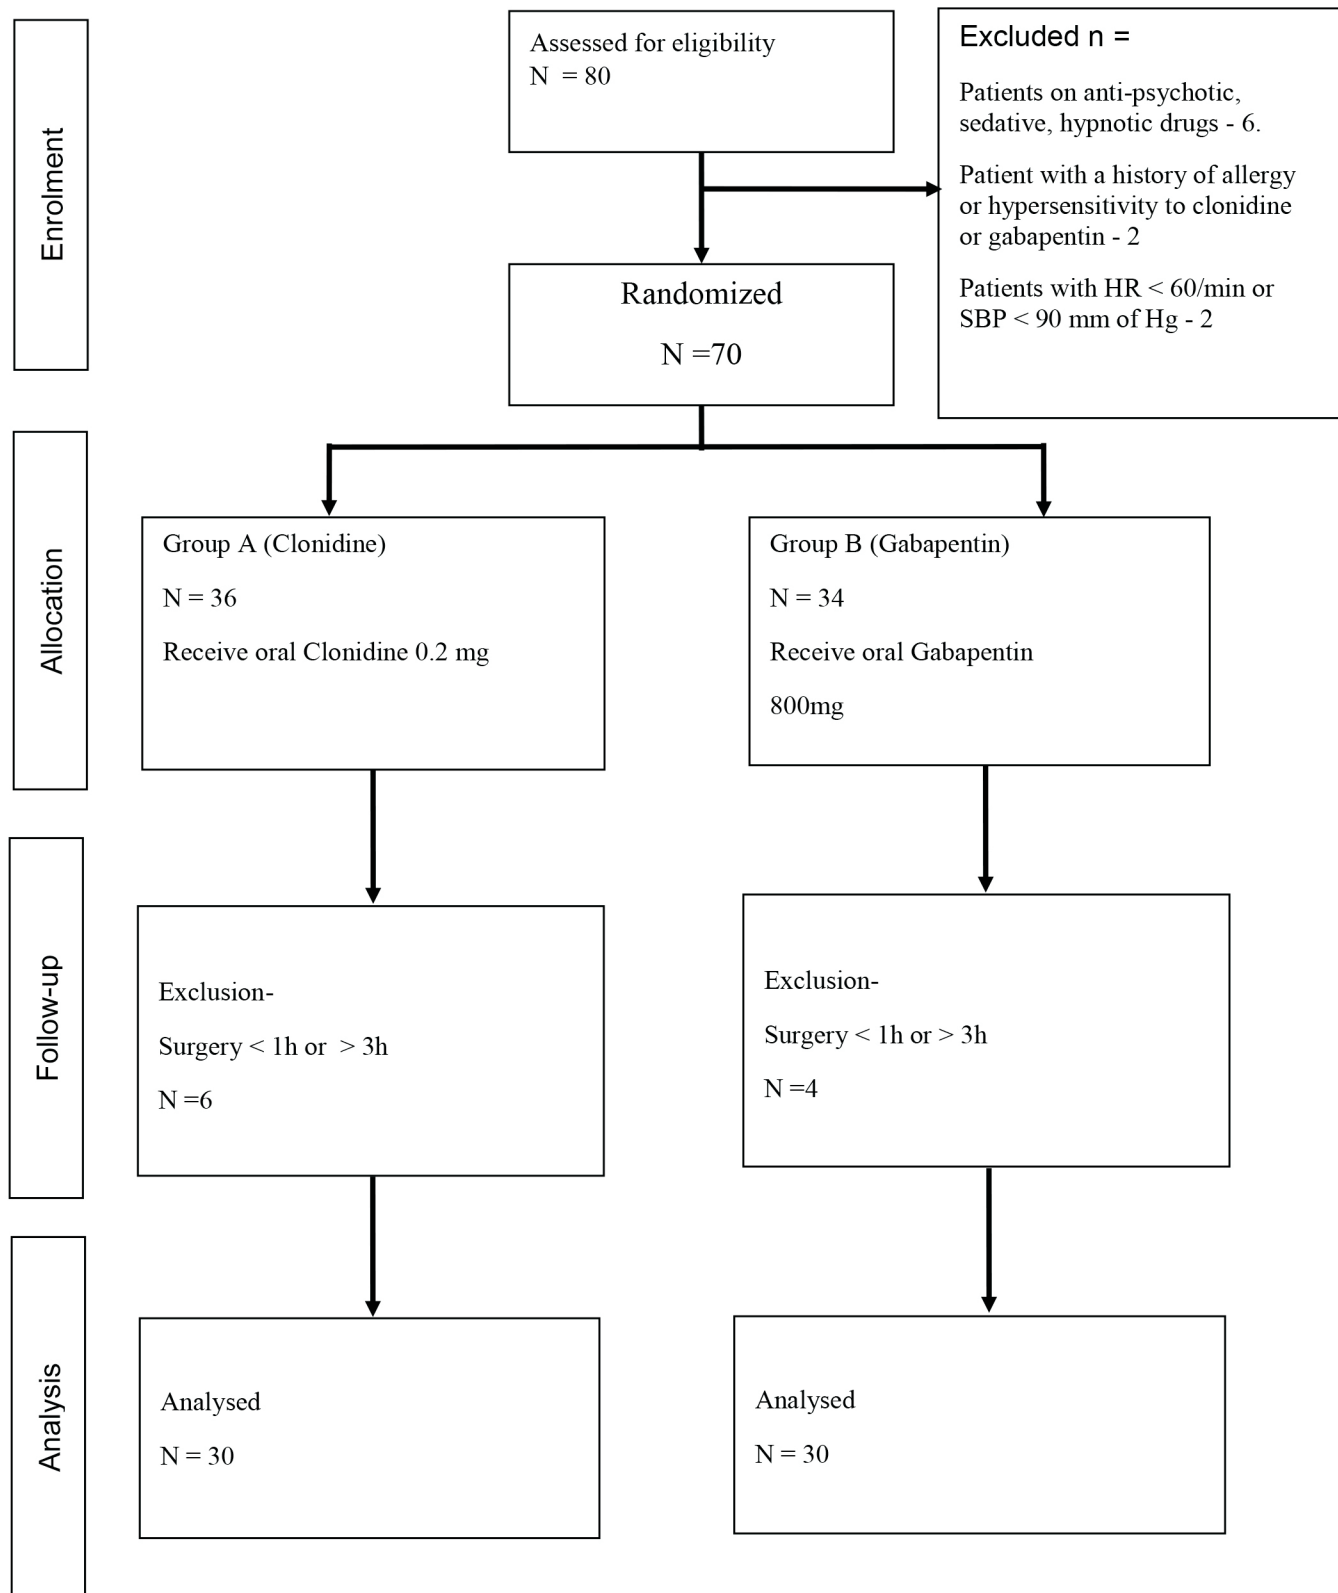 Enrolment
Assessed for eligibility
N = 80
Excluded n =
Patients on anti-psychotic,
sedative, hypnotic drugs - 6.
Patient with a history of allergy
or hypersensitivity to clonidine
or gabapentin - 2
Patients with HR < 60/min or
SBP < 90 mm of Hg - 2
Randomized
N =70
Allocation
Group A (Clonidine)
N = 36
Receive oral Clonidine 0.2 mg
Group B (Gabapentin)
N = 34
Receive oral Gabapentin
800mg
Follow-up
Exclusion-
Surgery < 1h or > 3h
N =6
Exclusion-
Surgery < 1h or > 3h
N =4
Analysis
Analysed
N = 30
Analysed
N = 30